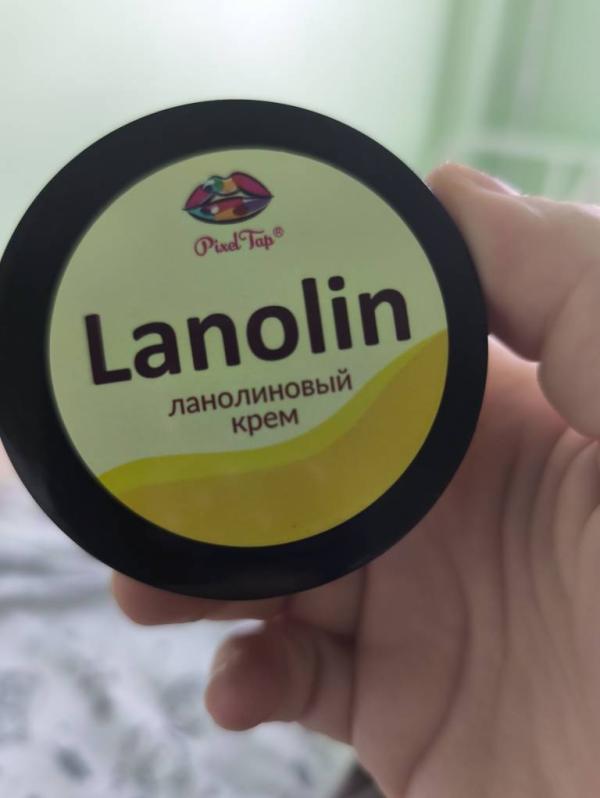 Pixel Tap®
Lanolin
ланолиновый
крем